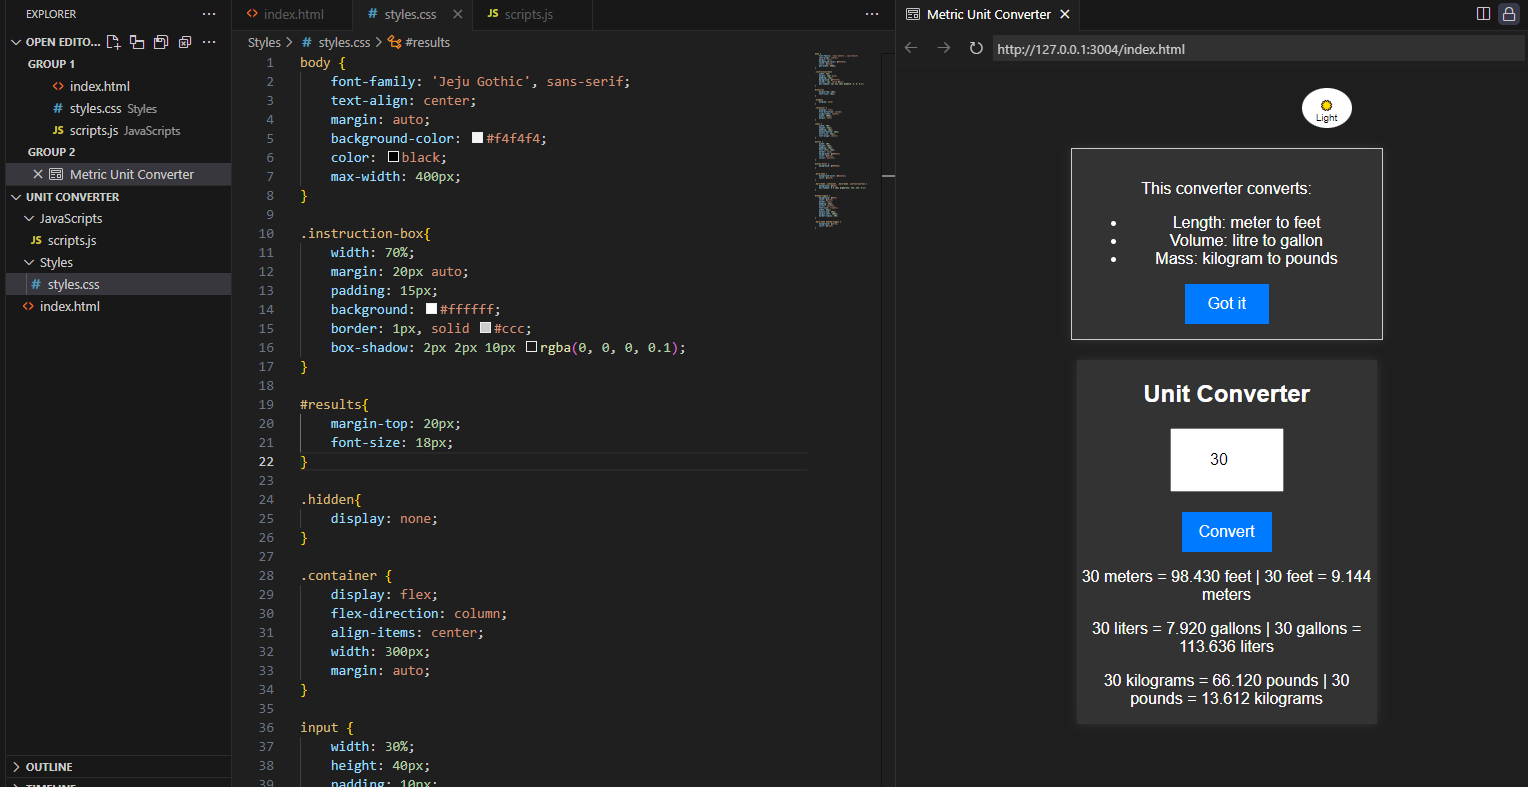 EXPLORER
OPEN EDITO...
GROUP 1
index.html
styles.css Styles
scripts.js JavaScripts
GROUP 2
Metric Unit Converter
UNIT CONVERTER
JavaScripts
JS scripts.js
Styles
# styles.css
<> index.html
OUTLINE
TIMELINE
index.html
# styles.css
JS scripts.js
Styles > # styles.css > #results
1 body {
2 font-family: 'Jeju Gothic', sans-serif;
3 text-align: center;
4 margin: auto;
5 background-color: #f4f4f4;
6 color: black;
7 max-width: 400px;
8 }
9
10 .instruction-box{
11 width: 70%;
12 margin: 20px auto;
13 padding: 15px;
14 background: #ffffff;
15 border: 1px, solid #ccc;
16 box-shadow: 2px 2px 10px rgba(0, 0, 0, 0.1);
17 }
18
19 #results{
20 margin-top: 20px;
21 font-size: 18px;
22 }
23
24 .hidden{
25 display: none;
26 }
27
28 .container {
29 display: flex;
30 flex-direction: column;
31 align-items: center;
32 width: 300px;
33 margin: auto;
34 }
35
36 input {
37 width: 30%;
38 height: 40px;
39 padding: 10px;
Metric Unit Converter
http://127.0.0.1:3004/index.html
Light
This converter converts:
• Length: meter to feet
• Volume: litre to gallon
• Mass: kilogram to pounds
Got it
Unit Converter
30
Convert
30 meters = 98.430 feet | 30 feet = 9.144
meters
30 liters = 7.920 gallons | 30 gallons =
113.636 liters
30 kilograms = 66.120 pounds | 30
pounds = 13.612 kilograms